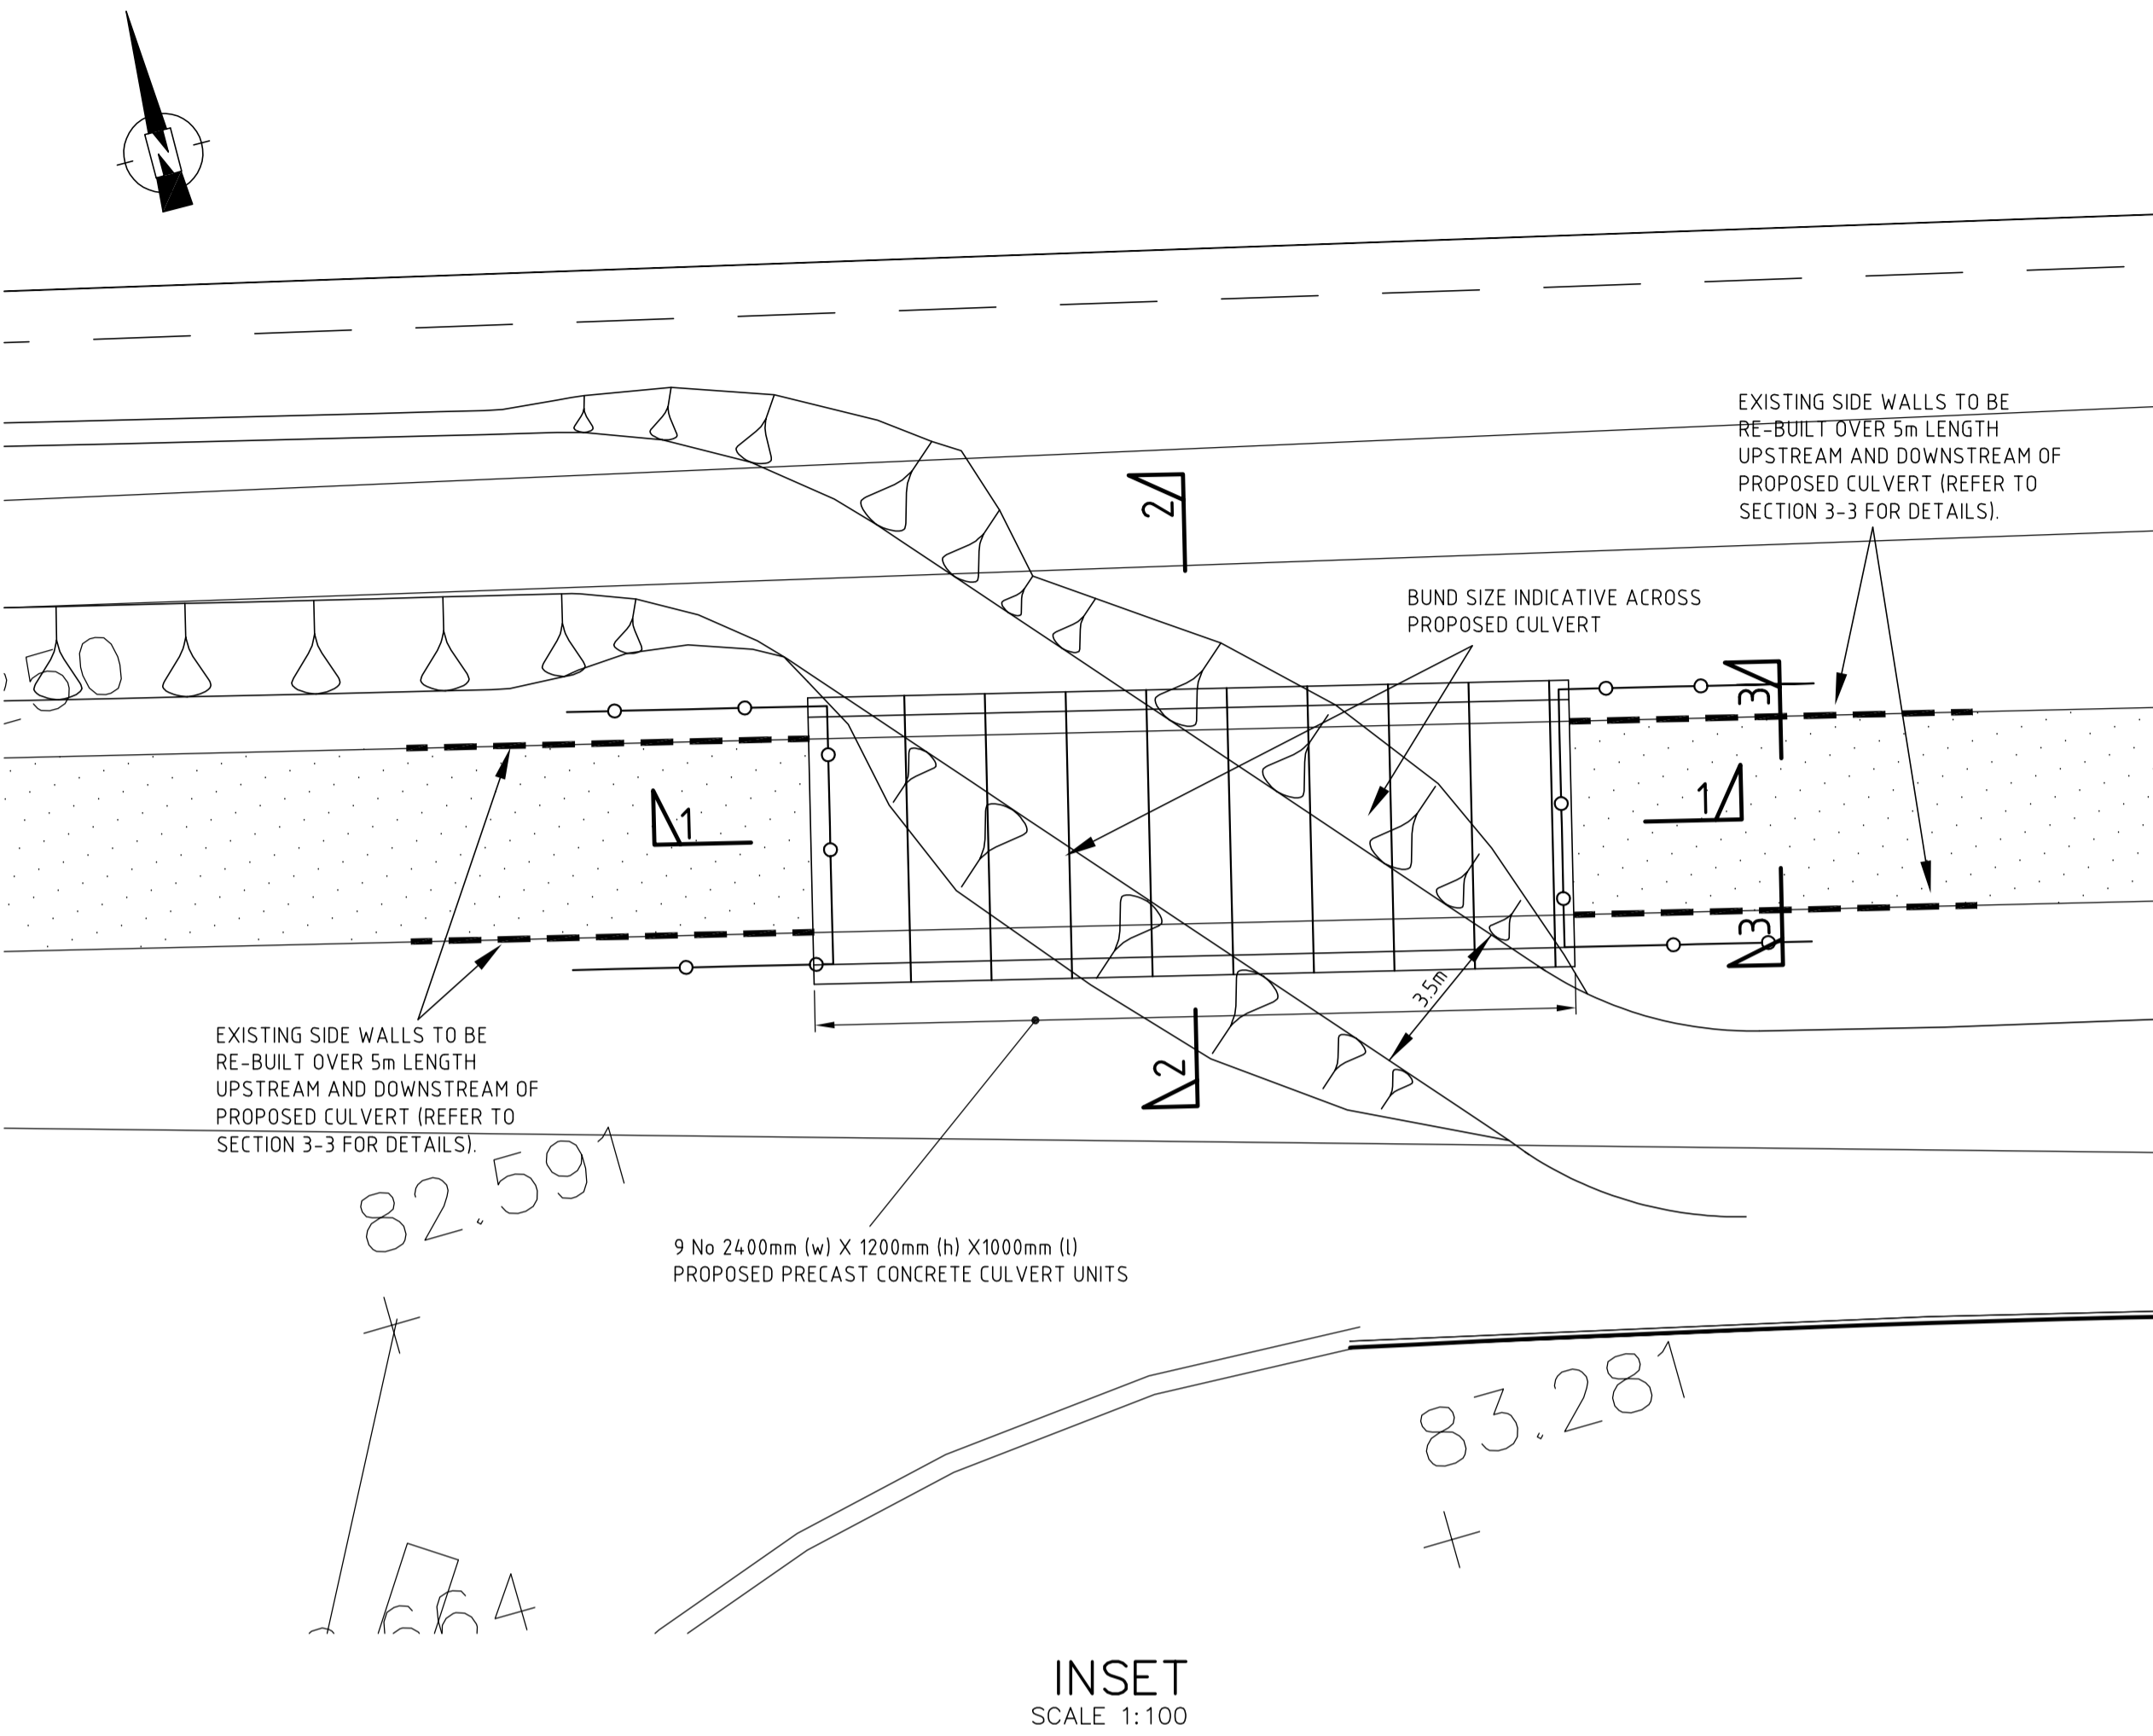 N
EXISTING SIDE WALLS TO BE
RE-BUILT OVER 5m LENGTH
UPSTREAM AND DOWNSTREAM OF
PROPOSED CULVERT (REFER TO
SECTION 3-3 FOR DETAILS).
2
BUND SIZE INDICATIVE ACROSS
PROPOSED CULVERT
50
3
1
1
3
3.5m
2
EXISTING SIDE WALLS TO BE
RE-BUILT OVER 5m LENGTH
UPSTREAM AND DOWNSTREAM OF
PROPOSED CULVERT (REFER TO
SECTION 3-3 FOR DETAILS).
82.591
9 No 2400mm (w) X 1200mm (h) X1000mm (l)
PROPOSED PRECAST CONCRETE CULVERT UNITS
83.281
664
INSET
SCALE 1:100